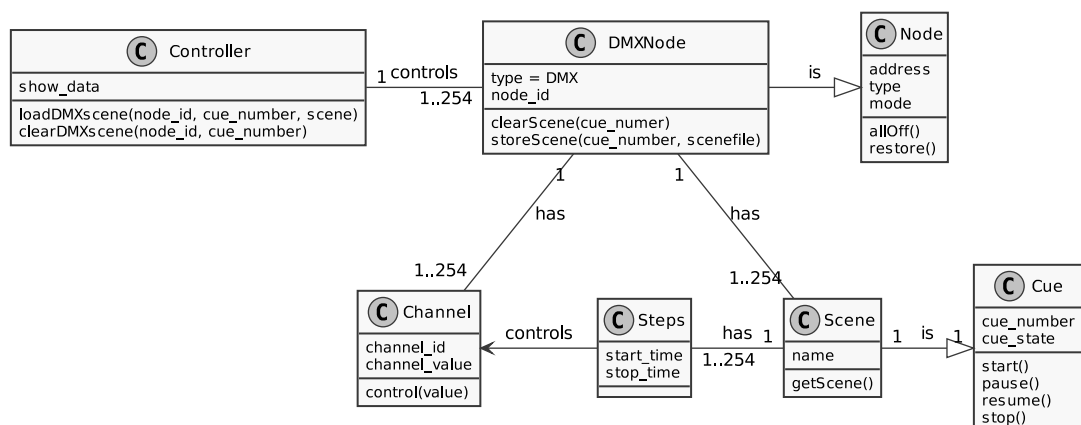 C Controller
show_data
loadDMXscene(node_id, cue_number, scene)
clearDMXscene(node_id, cue_number)
1 controls
1..254
C DMXNode
type = DMX
node_id
clearScene(cue_numer)
storeScene(cue_number, scenefile)
is
C Node
address
type
mode
allOff()
restore()
1
has
1..254
1
has
1..254
C Channel
channel_id
channel_value
control(value)
controls
C Steps
start_time
stop_time
has 1
1..254
C Scene
name
getScene()
1 is 1
C Cue
cue_number
cue_state
start()
pause()
resume()
stop()